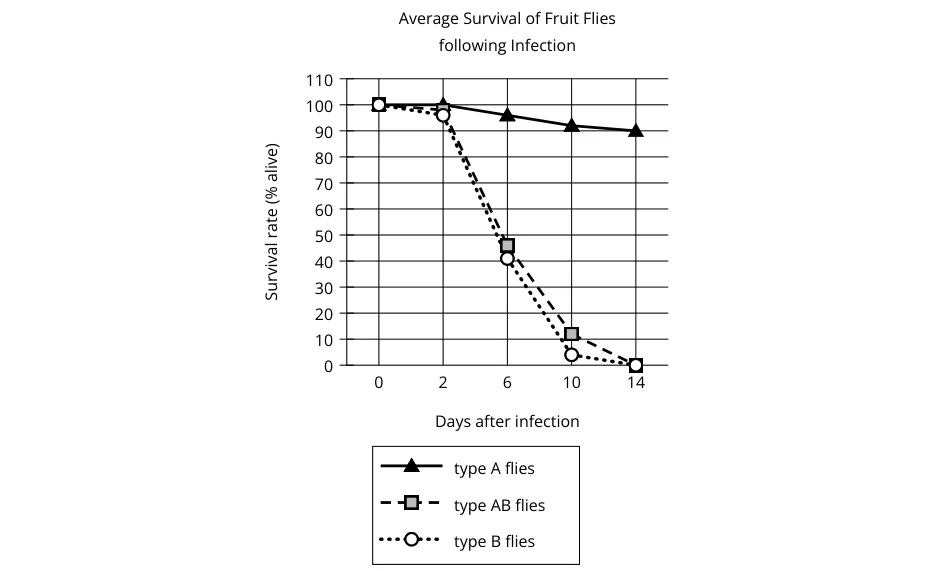 Average Survival of Fruit Flies
following Infection
Survival rate (% alive)
110
100
90
80
70
60
50
40
30
20
10
0
0 2 6 10 14
Days after infection
type A flies
type AB flies
type B flies